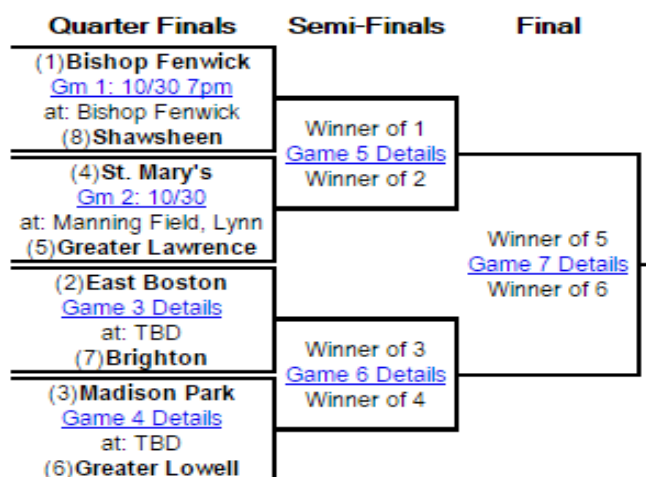 Quarter Finals
Semi-Finals
Final
(1)Bishop Fenwick
Gm 1: 10/30 7pm
at: Bishop Fenwick
(8)Shawsheen
(4)St. Mary's
Gm 2: 10/30
at: Manning Field, Lynn
(5)Greater Lawrence
(2)East Boston
Game 3 Details
at: TBD
(7)Brighton
(3)Madison Park
Game 4 Details
at: TBD
(6)Greater Lowell
Winner of 1
Game 5 Details
Winner of 2
Winner of 3
Game 6 Details
Winner of 4
Winner of 5
Game 7 Details
Winner of 6